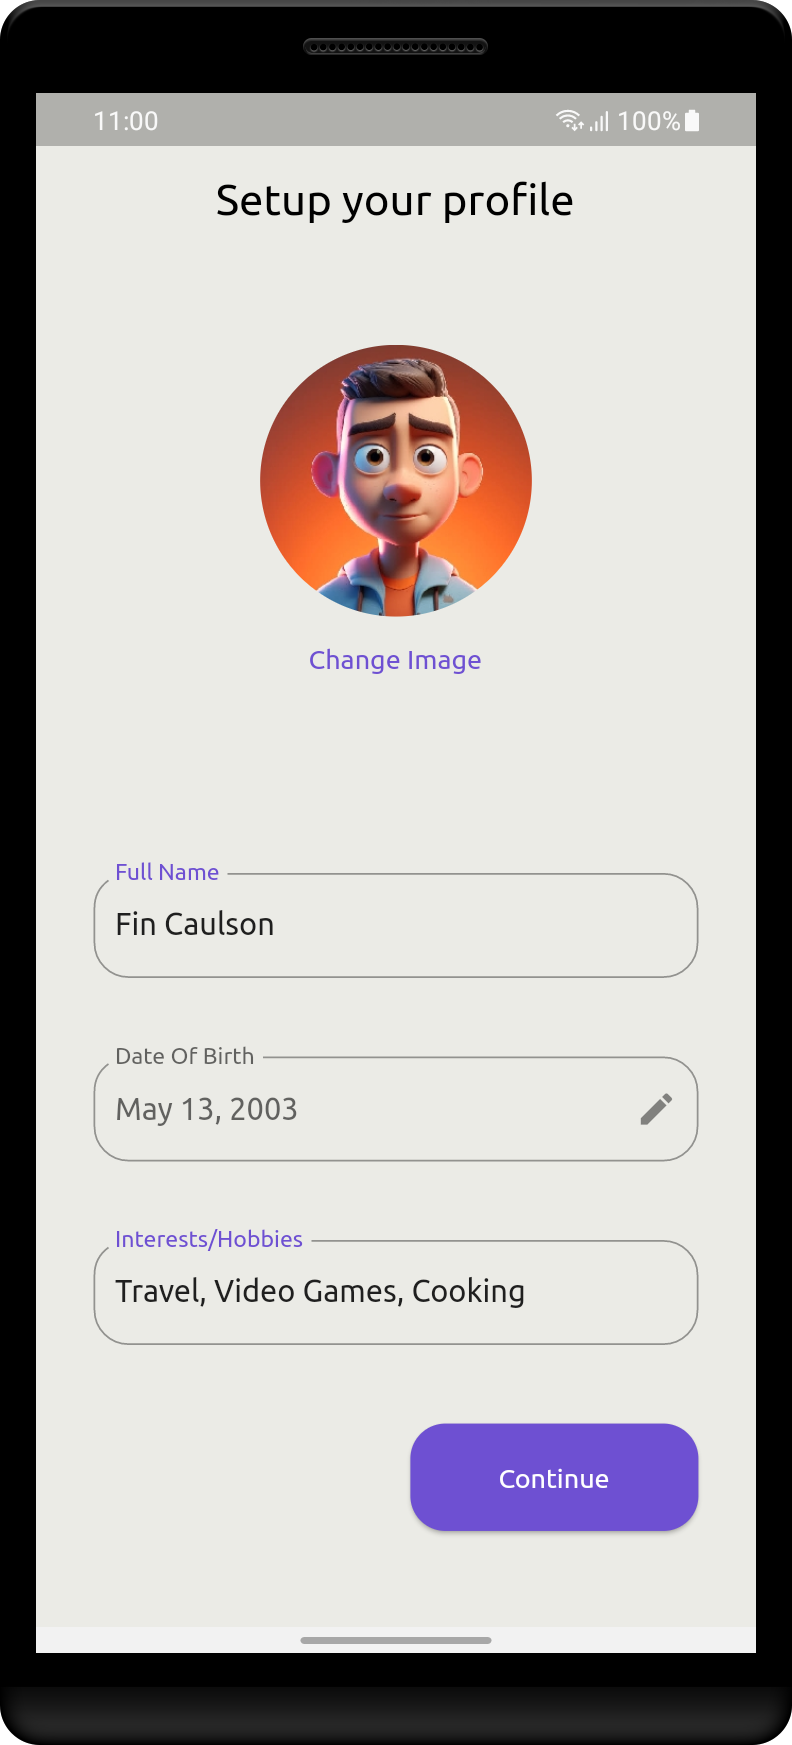 11:00 100%
Setup your profile
Change Image
Full Name
Fin Caulson
Date Of Birth
May 13, 2003
Interests/Hobbies
Travel, Video Games, Cooking
Continue